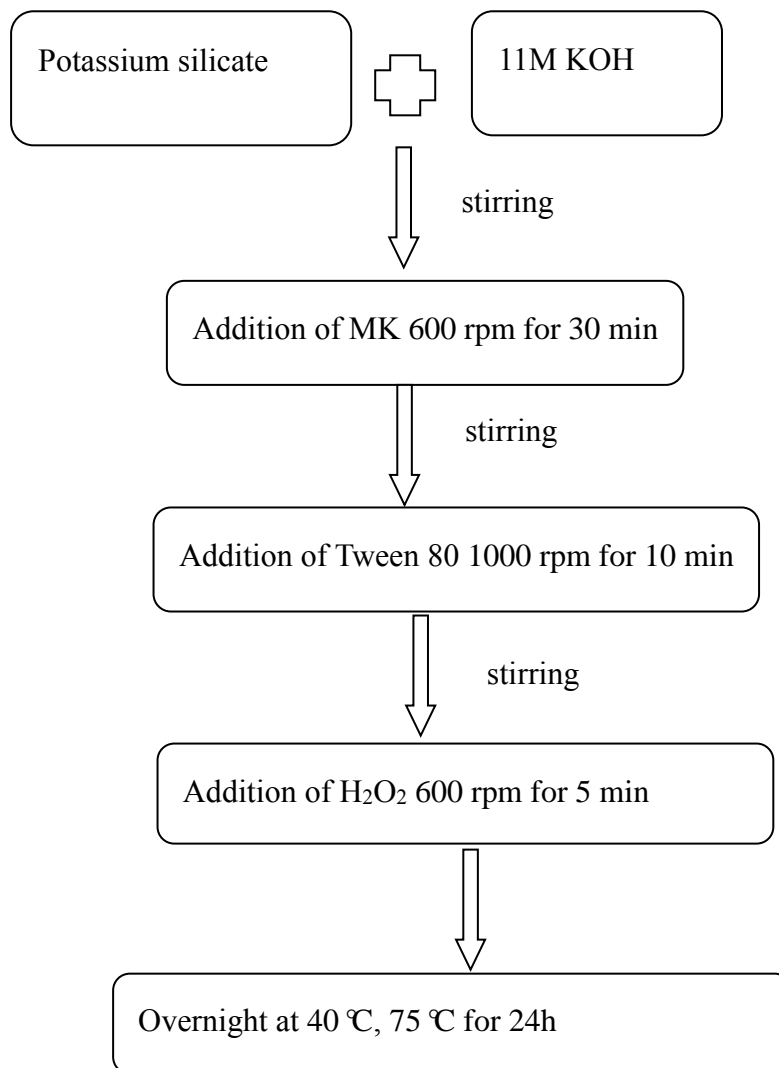 Potassium silicate
11M KOH
stirring
Addition of MK 600 rpm for 30 min
stirring
Addition of Tween 80 1000 rpm for 10 min
stirring
Addition of H₂O₂ 600 rpm for 5 min
Overnight at 40 ℃, 75 ℃ for 24h